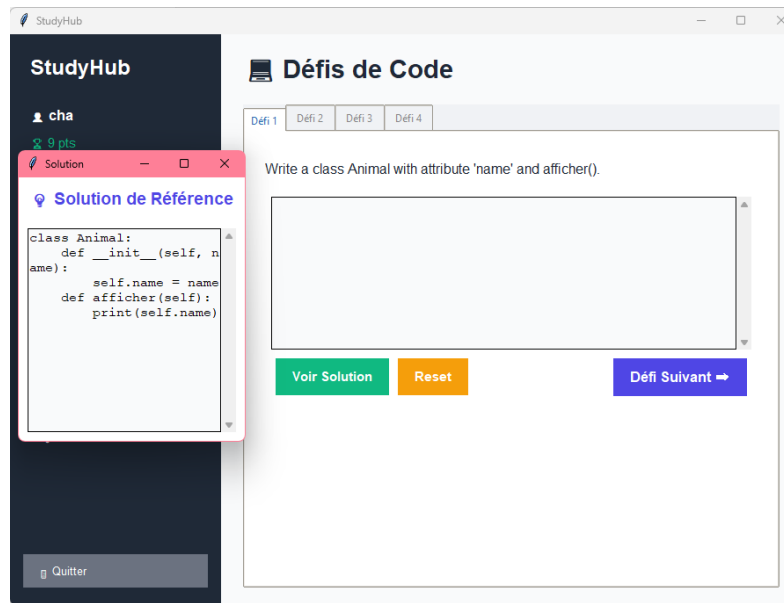 StudyHub
StudyHub
cha
9 pts
Défis de Code
Défi 1
Défi 2
Défi 3
Défi 4
Write a class Animal with attribute 'name' and afficher().
Voir Solution
Reset
Défi Suivant ➡
Solution
Solution de Référence
class Animal:
    def __init__(self, n
ame):
        self.name = name
    def afficher(self):
        print(self.name)
Quitter